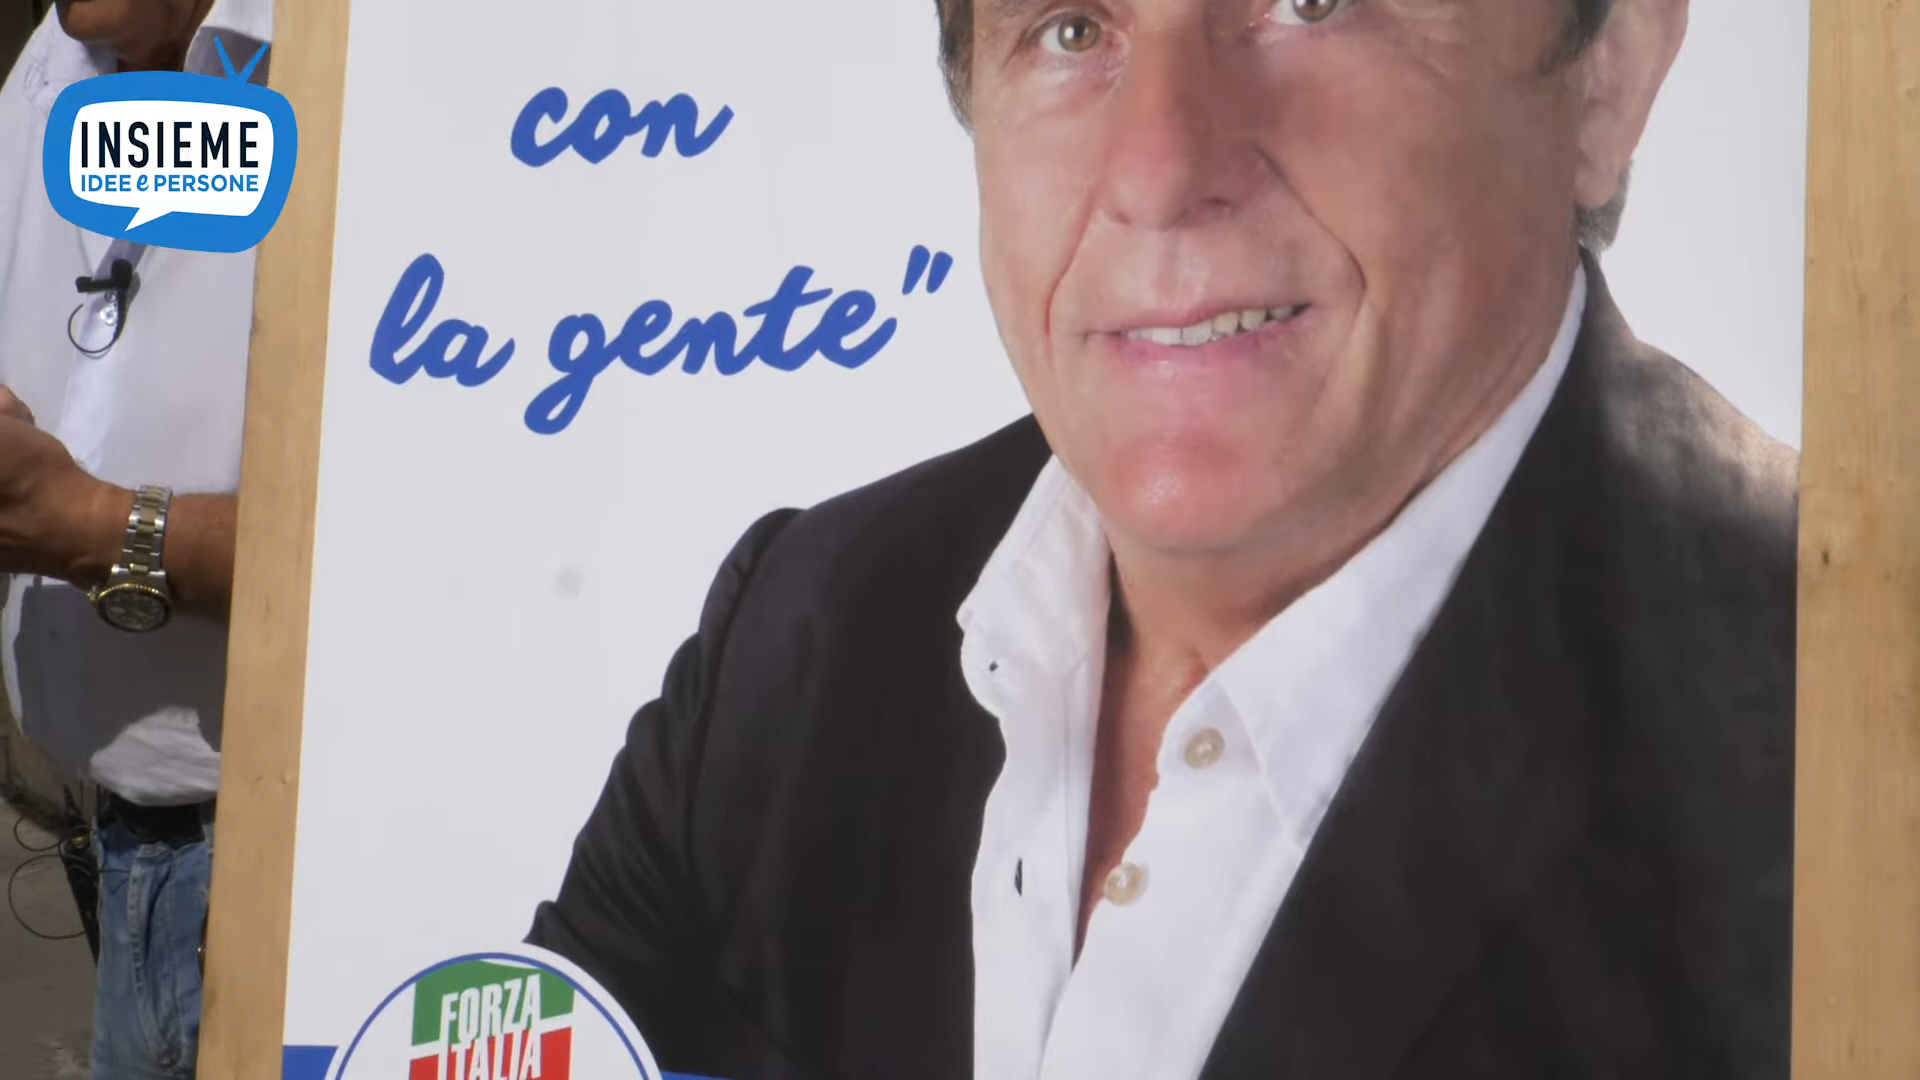 INSIEME
IDEE e PERSONE
con
la gente"
FORZA
ITALIA